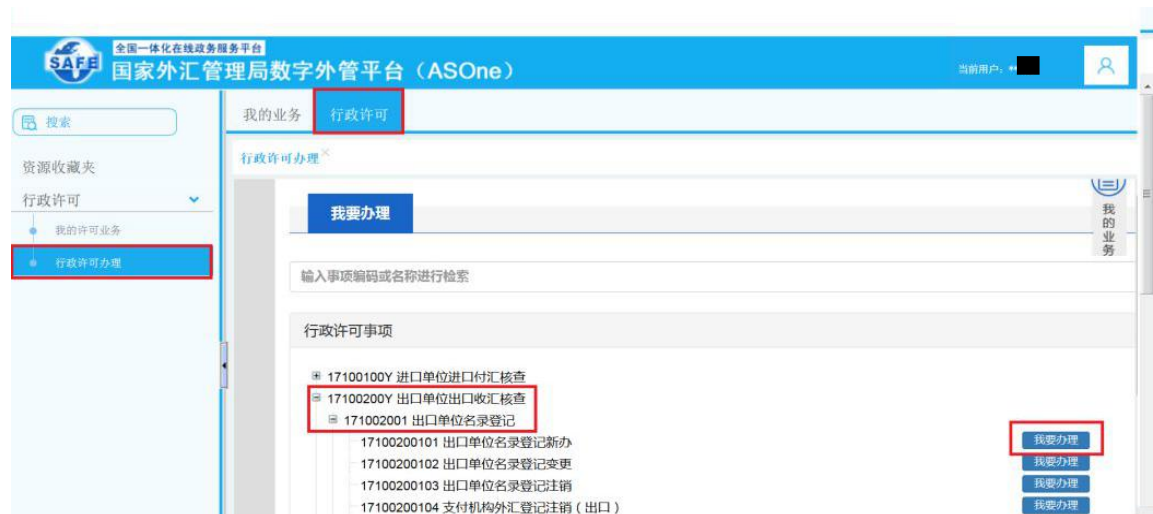 全国一体化在线政务服务平台
SAFE 国家外汇管理局数字外管平台（ASOne）
当前用户：**
搜索
我的业务 行政许可
资源收藏夹
行政许可办理×
行政许可
我的许可业务
行政许可办理
我要办理
我的业务
输入事项编码或名称进行检索
行政许可事项
17100100Y 进口单位进口付汇核查
17100200Y 出口单位出口收汇核查
171002001 出口单位名录登记
17100200101 出口单位名录登记新办 我要办理
17100200102 出口单位名录登记变更 我要办理
17100200103 出口单位名录登记注销 我要办理
17100200104 支付机构外汇登记注销（出口） 我要办理